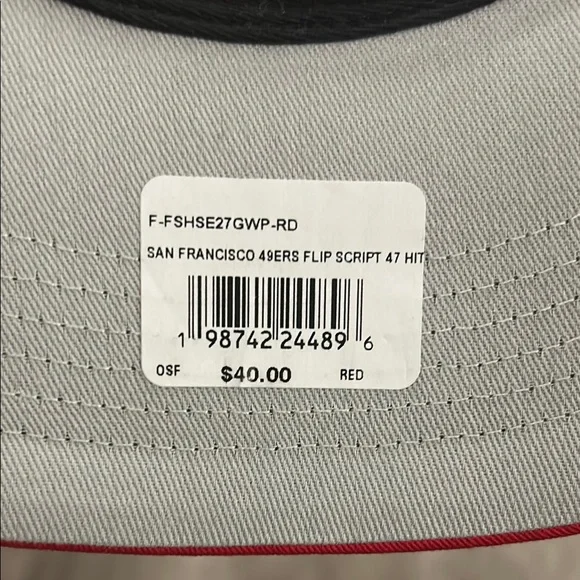 F-FSHSE27GWP-RD
SAN FRANCISCO 49ERS FLIP SCRIPT 47 HIT
1 98742 24489 6
OSF $40.00 RED